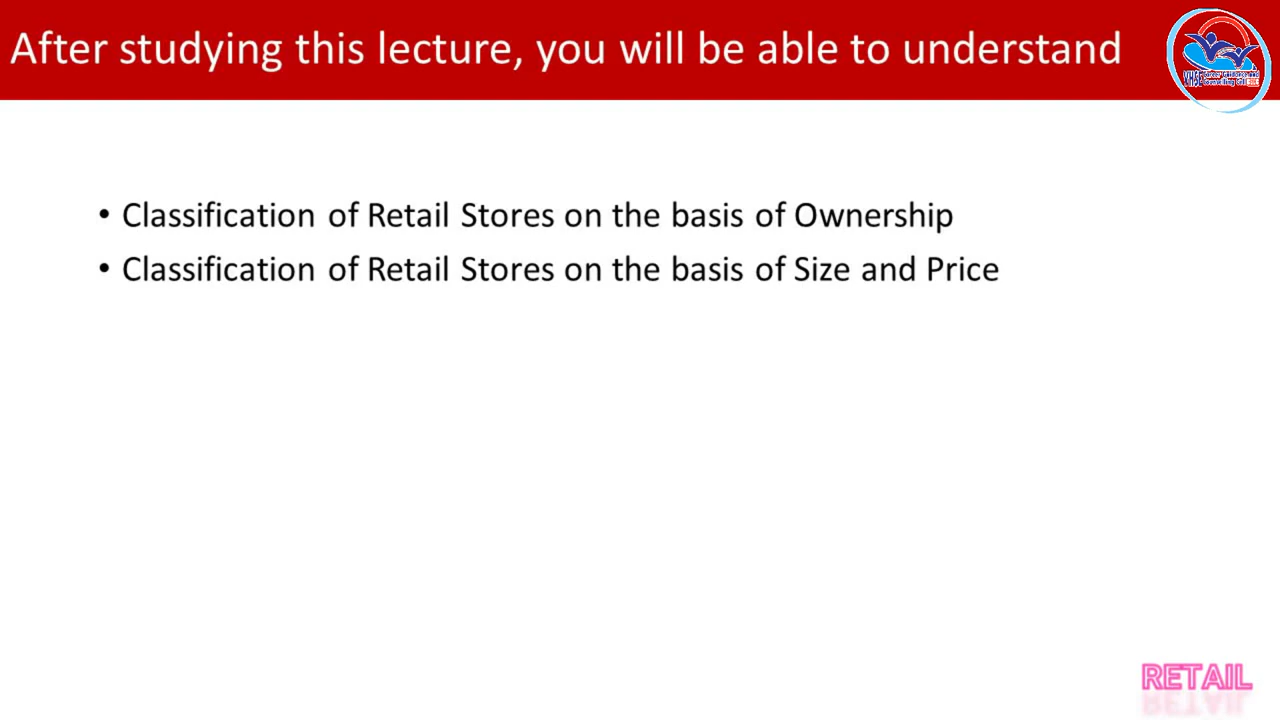 After studying this lecture, you will be able to understand
• Classification of Retail Stores on the basis of Ownership
• Classification of Retail Stores on the basis of Size and Price
RETAIL